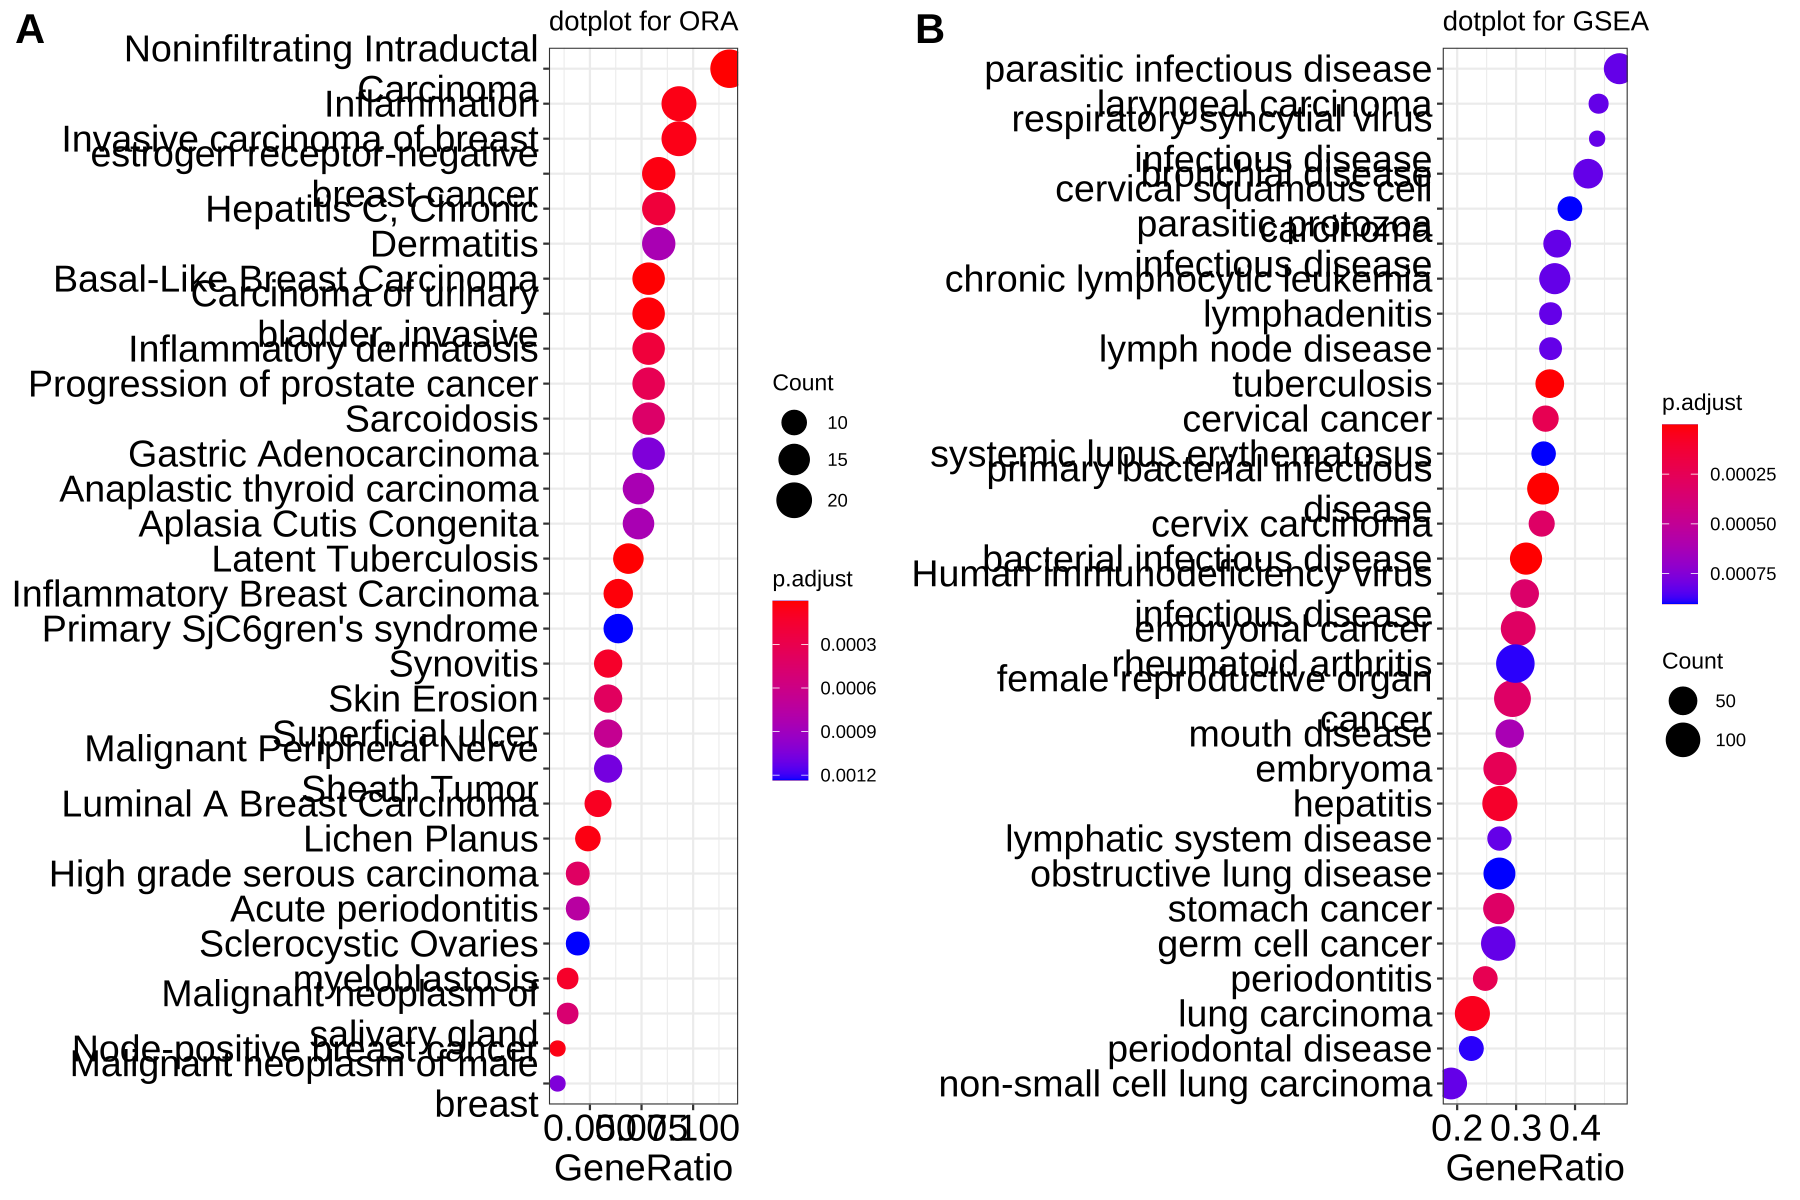 A
dotplot for ORA
Noninfiltrating Intraductal
Carcinoma
Inflammation
Invasive carcinoma of breast
estrogen receptor-negative
breast cancer
Hepatitis C, Chronic
Dermatitis
Basal-Like Breast Carcinoma
Carcinoma of urinary
bladder, invasive
Inflammatory dermatosis
Progression of prostate cancer
Sarcoidosis
Gastric Adenocarcinoma
Anaplastic thyroid carcinoma
Aplasia Cutis Congenita
Latent Tuberculosis
Inflammatory Breast Carcinoma
Primary SjC6gren's syndrome
Synovitis
Skin Erosion
Superficial ulcer
Malignant Peripheral Nerve
Sheath Tumor
Luminal A Breast Carcinoma
Lichen Planus
High grade serous carcinoma
Acute periodontitis
Sclerocystic Ovaries
myeloblastosis
Malignant neoplasm of
salivary gland
Node-positive breast cancer
Malignant neoplasm of male
breast
0.050
0.075
0.100
GeneRatio
Count
10
15
20
p.adjust
0.0003
0.0006
0.0009
0.0012
B
dotplot for GSEA
parasitic infectious disease
laryngeal carcinoma
respiratory syncytial virus
infectious disease
bronchial disease
cervical squamous cell
carcinoma
parasitic protozoa
infectious disease
chronic lymphocytic leukemia
lymphadenitis
lymph node disease
tuberculosis
cervical cancer
systemic lupus erythematosus
primary bacterial infectious
disease
cervix carcinoma
bacterial infectious disease
Human immunodeficiency virus
infectious disease
embryonal cancer
rheumatoid arthritis
female reproductive organ
cancer
mouth disease
embryoma
hepatitis
lymphatic system disease
obstructive lung disease
stomach cancer
germ cell cancer
periodontitis
lung carcinoma
periodontal disease
non-small cell lung carcinoma
0.2 0.3 0.4
GeneRatio
p.adjust
0.00025
0.00050
0.00075
Count
50
100